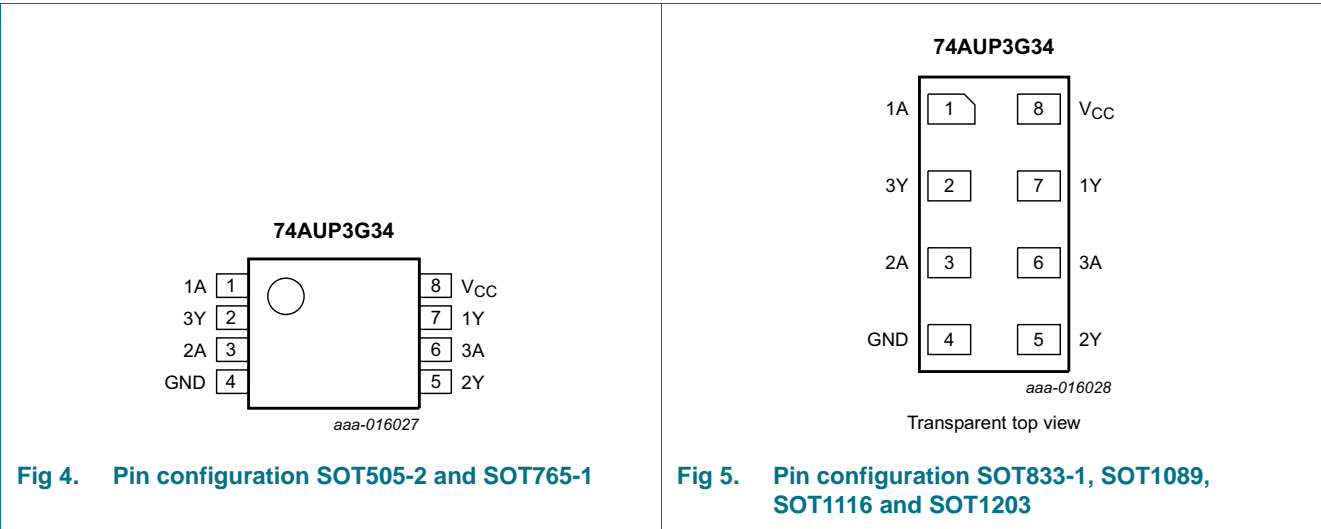 74AUP3G34
1A 1 8 VCC
3Y 2 7 1Y
2A 3 6 3A
GND 4 5 2Y
aaa-016027
Fig 4. Pin configuration SOT505-2 and SOT765-1
74AUP3G34
1A 1 8 VCC
3Y 2 7 1Y
2A 3 6 3A
GND 4 5 2Y
aaa-016028
Transparent top view
Fig 5. Pin configuration SOT833-1, SOT1089,
SOT1116 and SOT1203